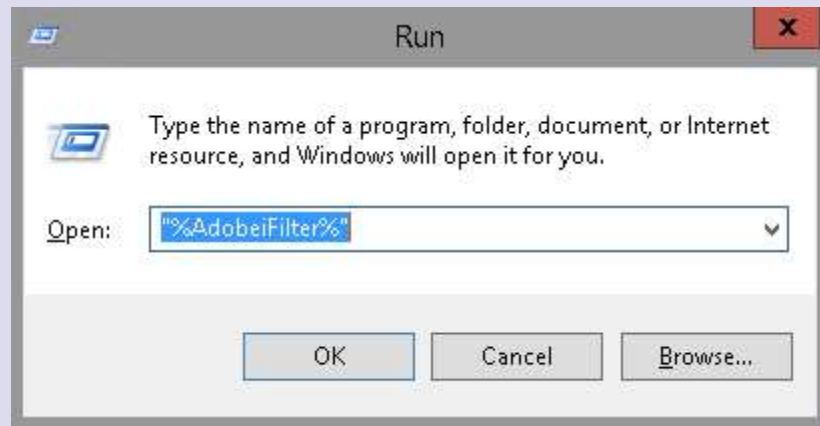 Run
x
Type the name of a program, folder, document, or Internet
resource, and Windows will open it for you.
Open:
"%AdobeiFilter%"
OK
Cancel
Browse...